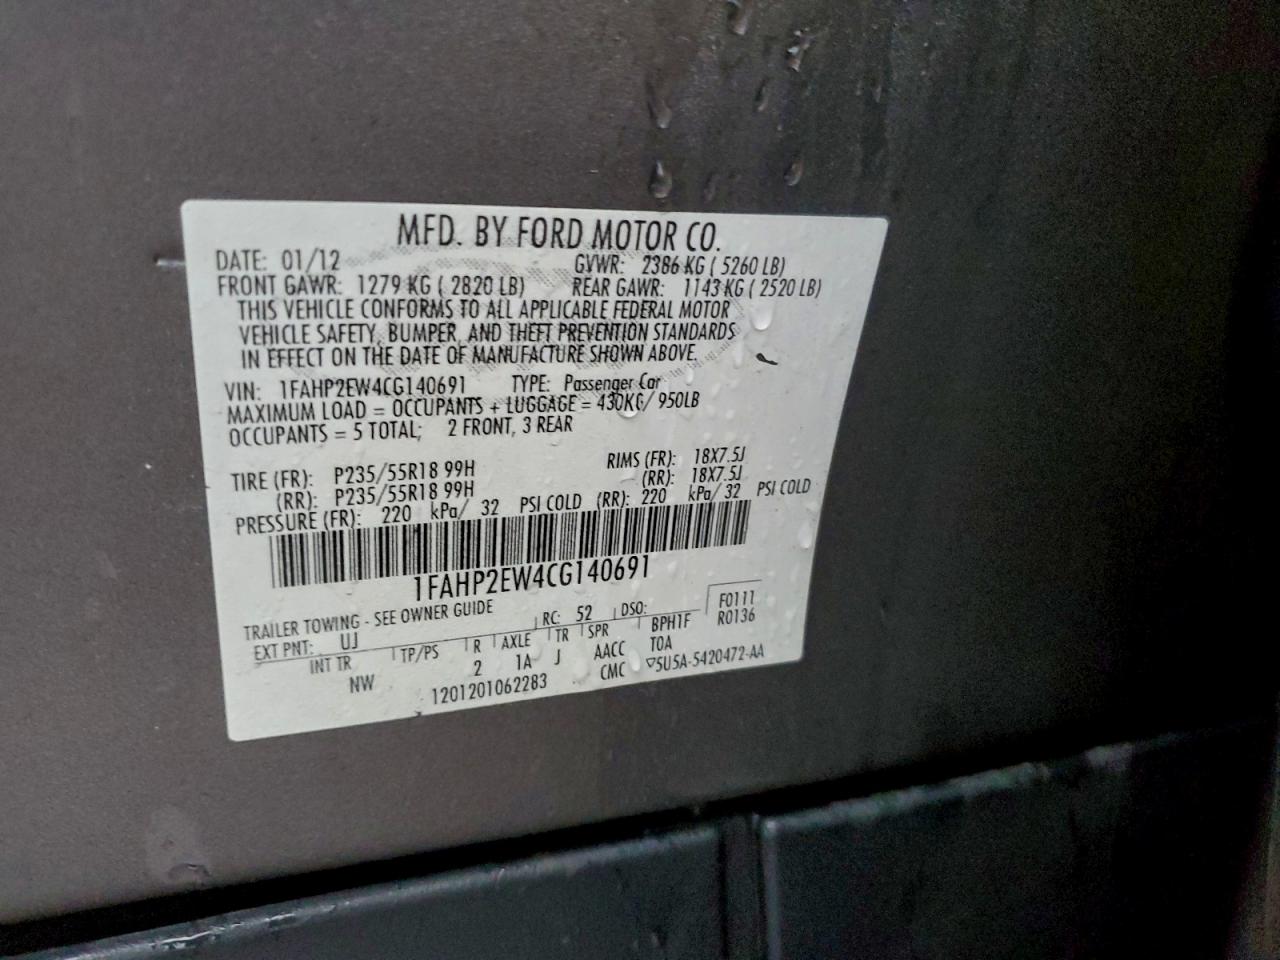 MFD. BY FORD MOTOR CO.
DATE: 01/12 GVWR: 2386 KG ( 5260 LB)
FRONT GAWR: 1279 KG ( 2820 LB) REAR GAWR: 1143 KG ( 2520 LB)
THIS VEHICLE CONFORMS TO ALL APPLICABLE FEDERAL MOTOR
VEHICLE SAFETY, BUMPER, AND THEFT PREVENTION STANDARDS
IN EFFECT ON THE DATE OF MANUFACTURE SHOWN ABOVE.
VIN: 1FAHP2EW4CG140691 TYPE: Passenger Car
MAXIMUM LOAD = OCCUPANTS + LUGGAGE = 430KG/ 950LB
OCCUPANTS = 5 TOTAL; 2 FRONT, 3 REAR
TIRE (FR): P235/55R18 99H RIMS (FR): 18X7.5J
(RR): P235/55R18 99H (RR): 18X7.5J
PRESSURE (FR): 220 kPa/ 32 PSI COLD (RR): 220 kPa/ 32 PSI COLD
1FAHP2EW4CG140691
TRAILER TOWING - SEE OWNER GUIDE
EXT PNT: UJ RC: 52 DSO: F0111
R0136
INT TR TP/PS R AXLE TR SPR BPH1F
NW 2 1A J AACC TOA
1201201062283 CMC ▽5U5A-5420472-AA